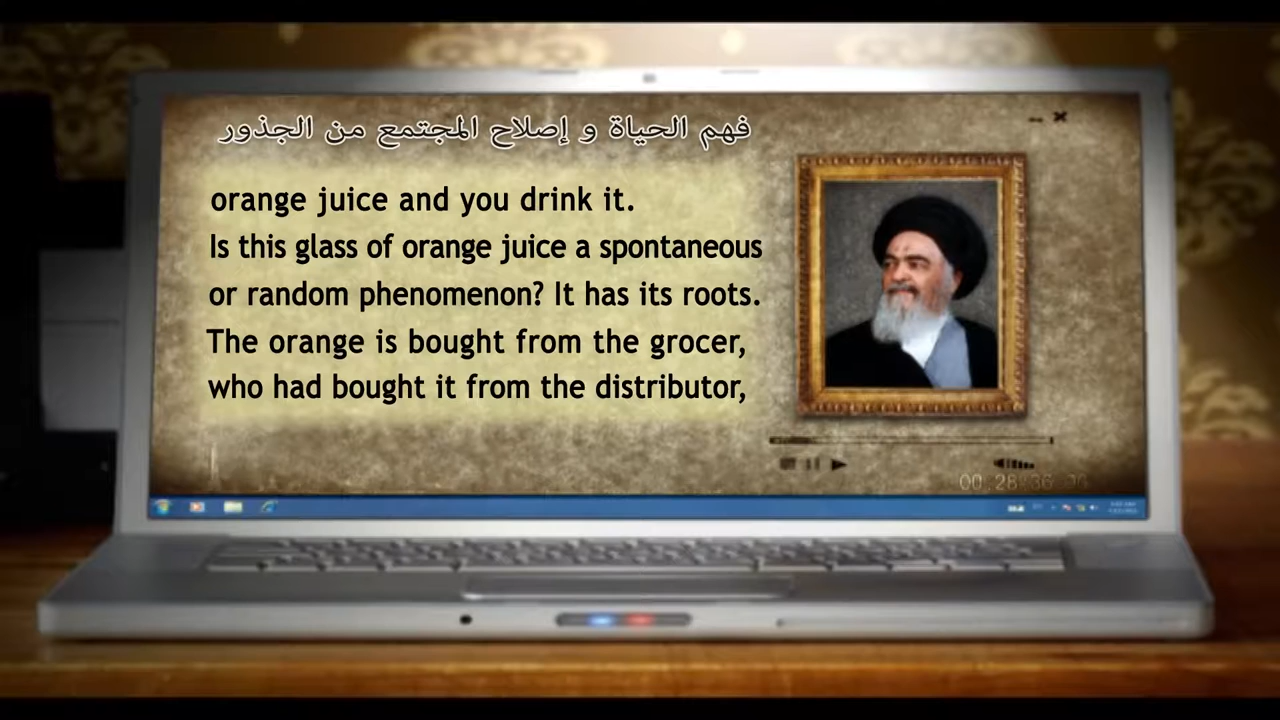 فهم الحياة و إصلاح المجتمع من الجذور
orange juice and you drink it.
Is this glass of orange juice a spontaneous
or random phenomenon? It has its roots.
The orange is bought from the grocer,
who had bought it from the distributor,